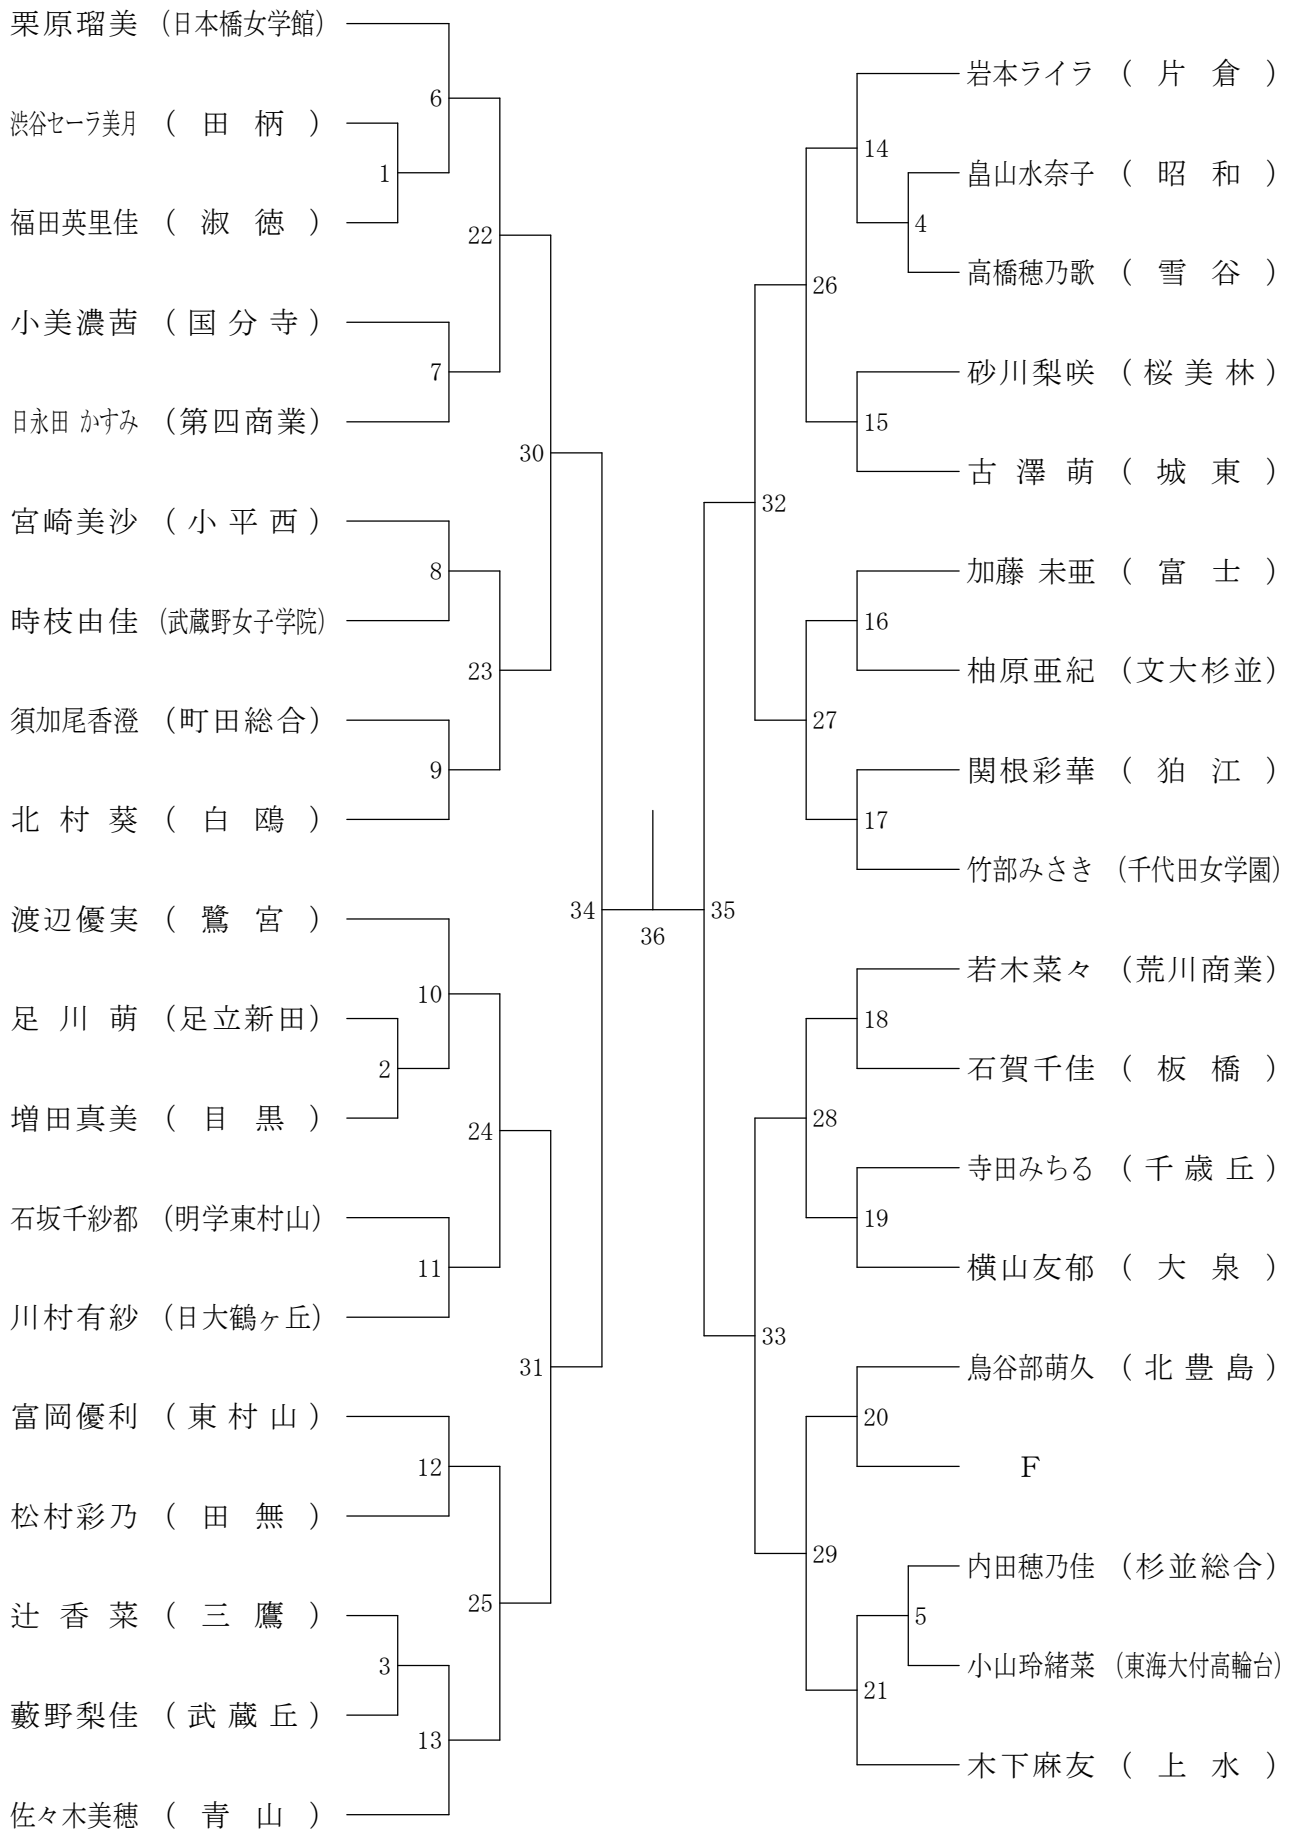 栗原瑠美 (日本橋女学館)
渋谷セーラ美月 (田柄)
福田英里佳 (淑徳)
小美濃茜 (国分寺)
日永田 かすみ (第四商業)
宮崎美沙 (小平西)
時枝由佳 (武蔵野女子学院)
須加尾香澄 (町田総合)
北村葵 (白鴎)
渡辺優実 (鷺宮)
足川萌 (足立新田)
増田真美 (目黒)
石坂千紗都 (明学東村山)
川村有紗 (日大鶴ヶ丘)
富岡優利 (東村山)
松村彩乃 (田無)
辻香菜 (三鷹)
藪野梨佳 (武蔵丘)
佐々木美穂 (青山)
6
1
22
7
30
8
23
9
34
10
2
24
11
31
12
25
3
13
36
35
14
4
26
15
32
16
27
17
18
28
19
33
20
29
5
21
岩本ライラ (片倉)
畠山水奈子 (昭和)
高橋穂乃歌 (雪谷)
砂川梨咲 (桜美林)
古澤萌 (城東)
加藤 未亜 (富士)
柚原亜紀 (文大杉並)
関根彩華 (狛江)
竹部みさき (千代田女学園)
若木菜々 (荒川商業)
石賀千佳 (板橋)
寺田みちる (千歳丘)
横山友郁 (大泉)
鳥谷部萌久 (北豊島)
F
内田穂乃佳 (杉並総合)
小山玲緒菜 (東海大付高輪台)
木下麻友 (上水)